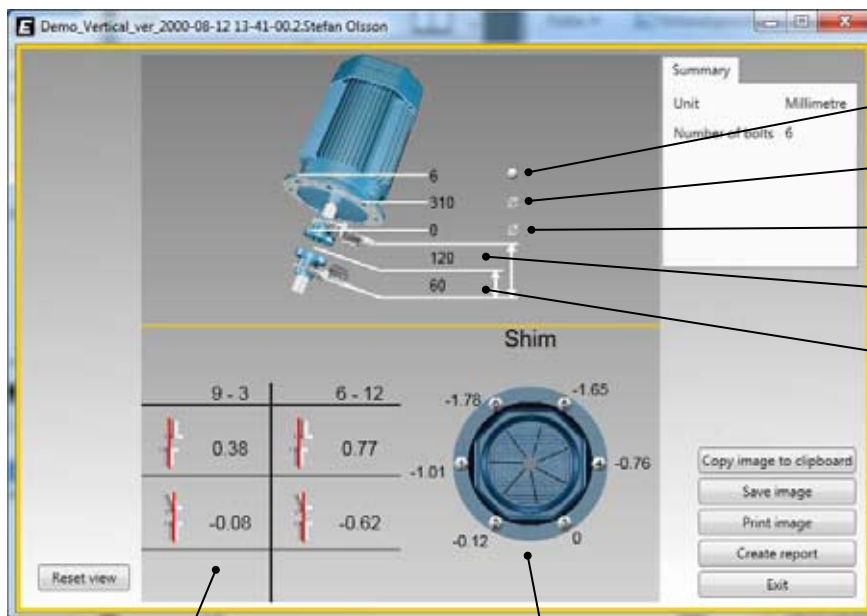 Demo_Vertical_ver_2000-08-12 13-41-00.2.Stefan Olsson
Summary
Unit Millimetre
Number of bolts 6
6
310
0
120
60
Shim
9 - 3 6 - 12
0.38 0.77
-0.08 -0.62
-1.78 -1.65
-1.01 -0.76
-0.12 0
Reset view
Copy image to clipboard
Save image
Print image
Create report
Exit